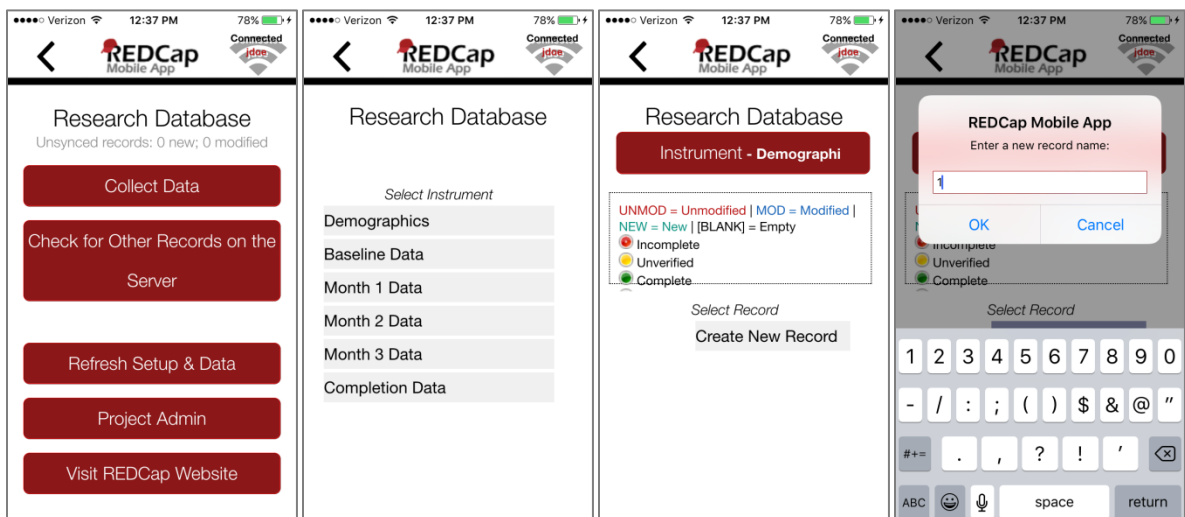 Verizon 12:37 PM 78%
REDCap
Mobile App
Connected
jdoe
Research Database
Unsynced records: 0 new; 0 modified
Collect Data
Check for Other Records on the
Server
Refresh Setup & Data
Project Admin
Visit REDCap Website
Verizon 12:37 PM 78%
REDCap
Mobile App
Connected
jdoe
Research Database
Select Instrument
Demographics
Baseline Data
Month 1 Data
Month 2 Data
Month 3 Data
Completion Data
Verizon 12:37 PM 78%
REDCap
Mobile App
Connected
jdoe
Research Database
Instrument - Demographi
UNMOD = Unmodified | MOD = Modified |
NEW = New | [BLANK] = Empty
Incomplete
Unverified
Complete
Select Record
Create New Record
Verizon 12:37 PM 78%
REDCap
Mobile App
Connected
jdoe
REDCap Mobile App
Enter a new record name:
1
OK Cancel
Incomplete
Unverified
Complete
Select Record
1 2 3 4 5 6 7 8 9 0
- / : ; ( ) $ & @ "
#+= . , ? ! '
ABC space return